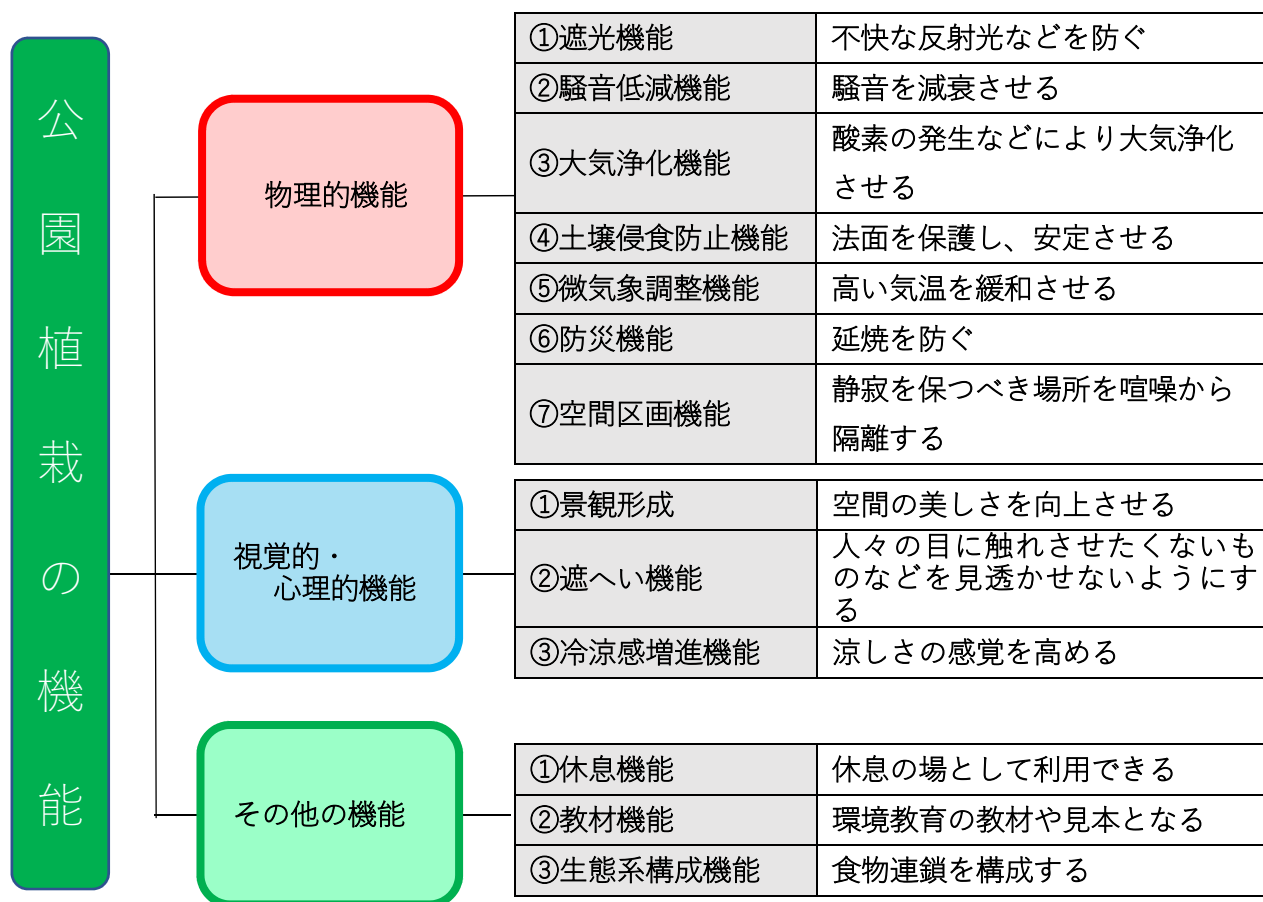 公園植栽の機能
物理的機能
①遮光機能
不快な反射光などを防ぐ
②騒音低減機能
騒音を減衰させる
③大気浄化機能
酸素の発生などにより大気浄化
させる
④土壌侵食防止機能
法面を保護し、安定させる
⑤微気象調整機能
高い気温を緩和させる
⑥防災機能
延焼を防ぐ
⑦空間区画機能
静寂を保つべき場所を喧噪から
隔離する
視覚的・
心理的機能
①景観形成
空間の美しさを向上させる
②遮へい機能
人々の目に触れさせたくないも
のなどを見透かせないようにす
る
③冷涼感増進機能
涼しさの感覚を高める
その他の機能
①休息機能
休息の場として利用できる
②教材機能
環境教育の教材や見本となる
③生態系構成機能
食物連鎖を構成する